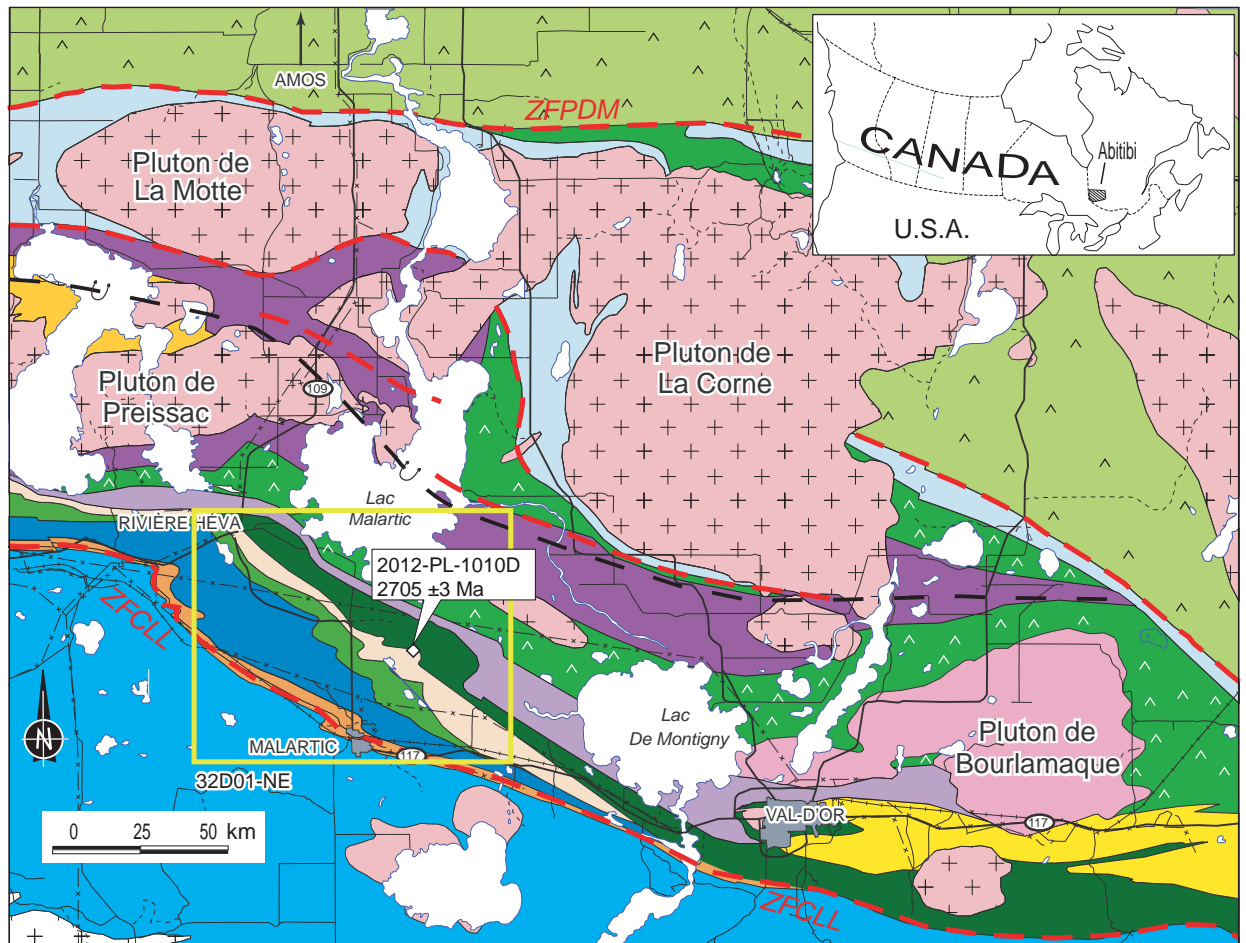 AMOS
ZFPDM
CANADA
Abitibi
U.S.A.
Pluton de
La Motte
Pluton de
La Corne
Pluton de
Preissac
109
Lac
Malartic
RIVIÈRE-HÉVA
2012-PL-1010D
2705 ±3 Ma
ZFCLL
Lac
De Montigny
Pluton de
Bourlamaque
N
MALARTIC
117
32D01-NE
VAL-D'OR
117
0 25 50 km
ZFCLL